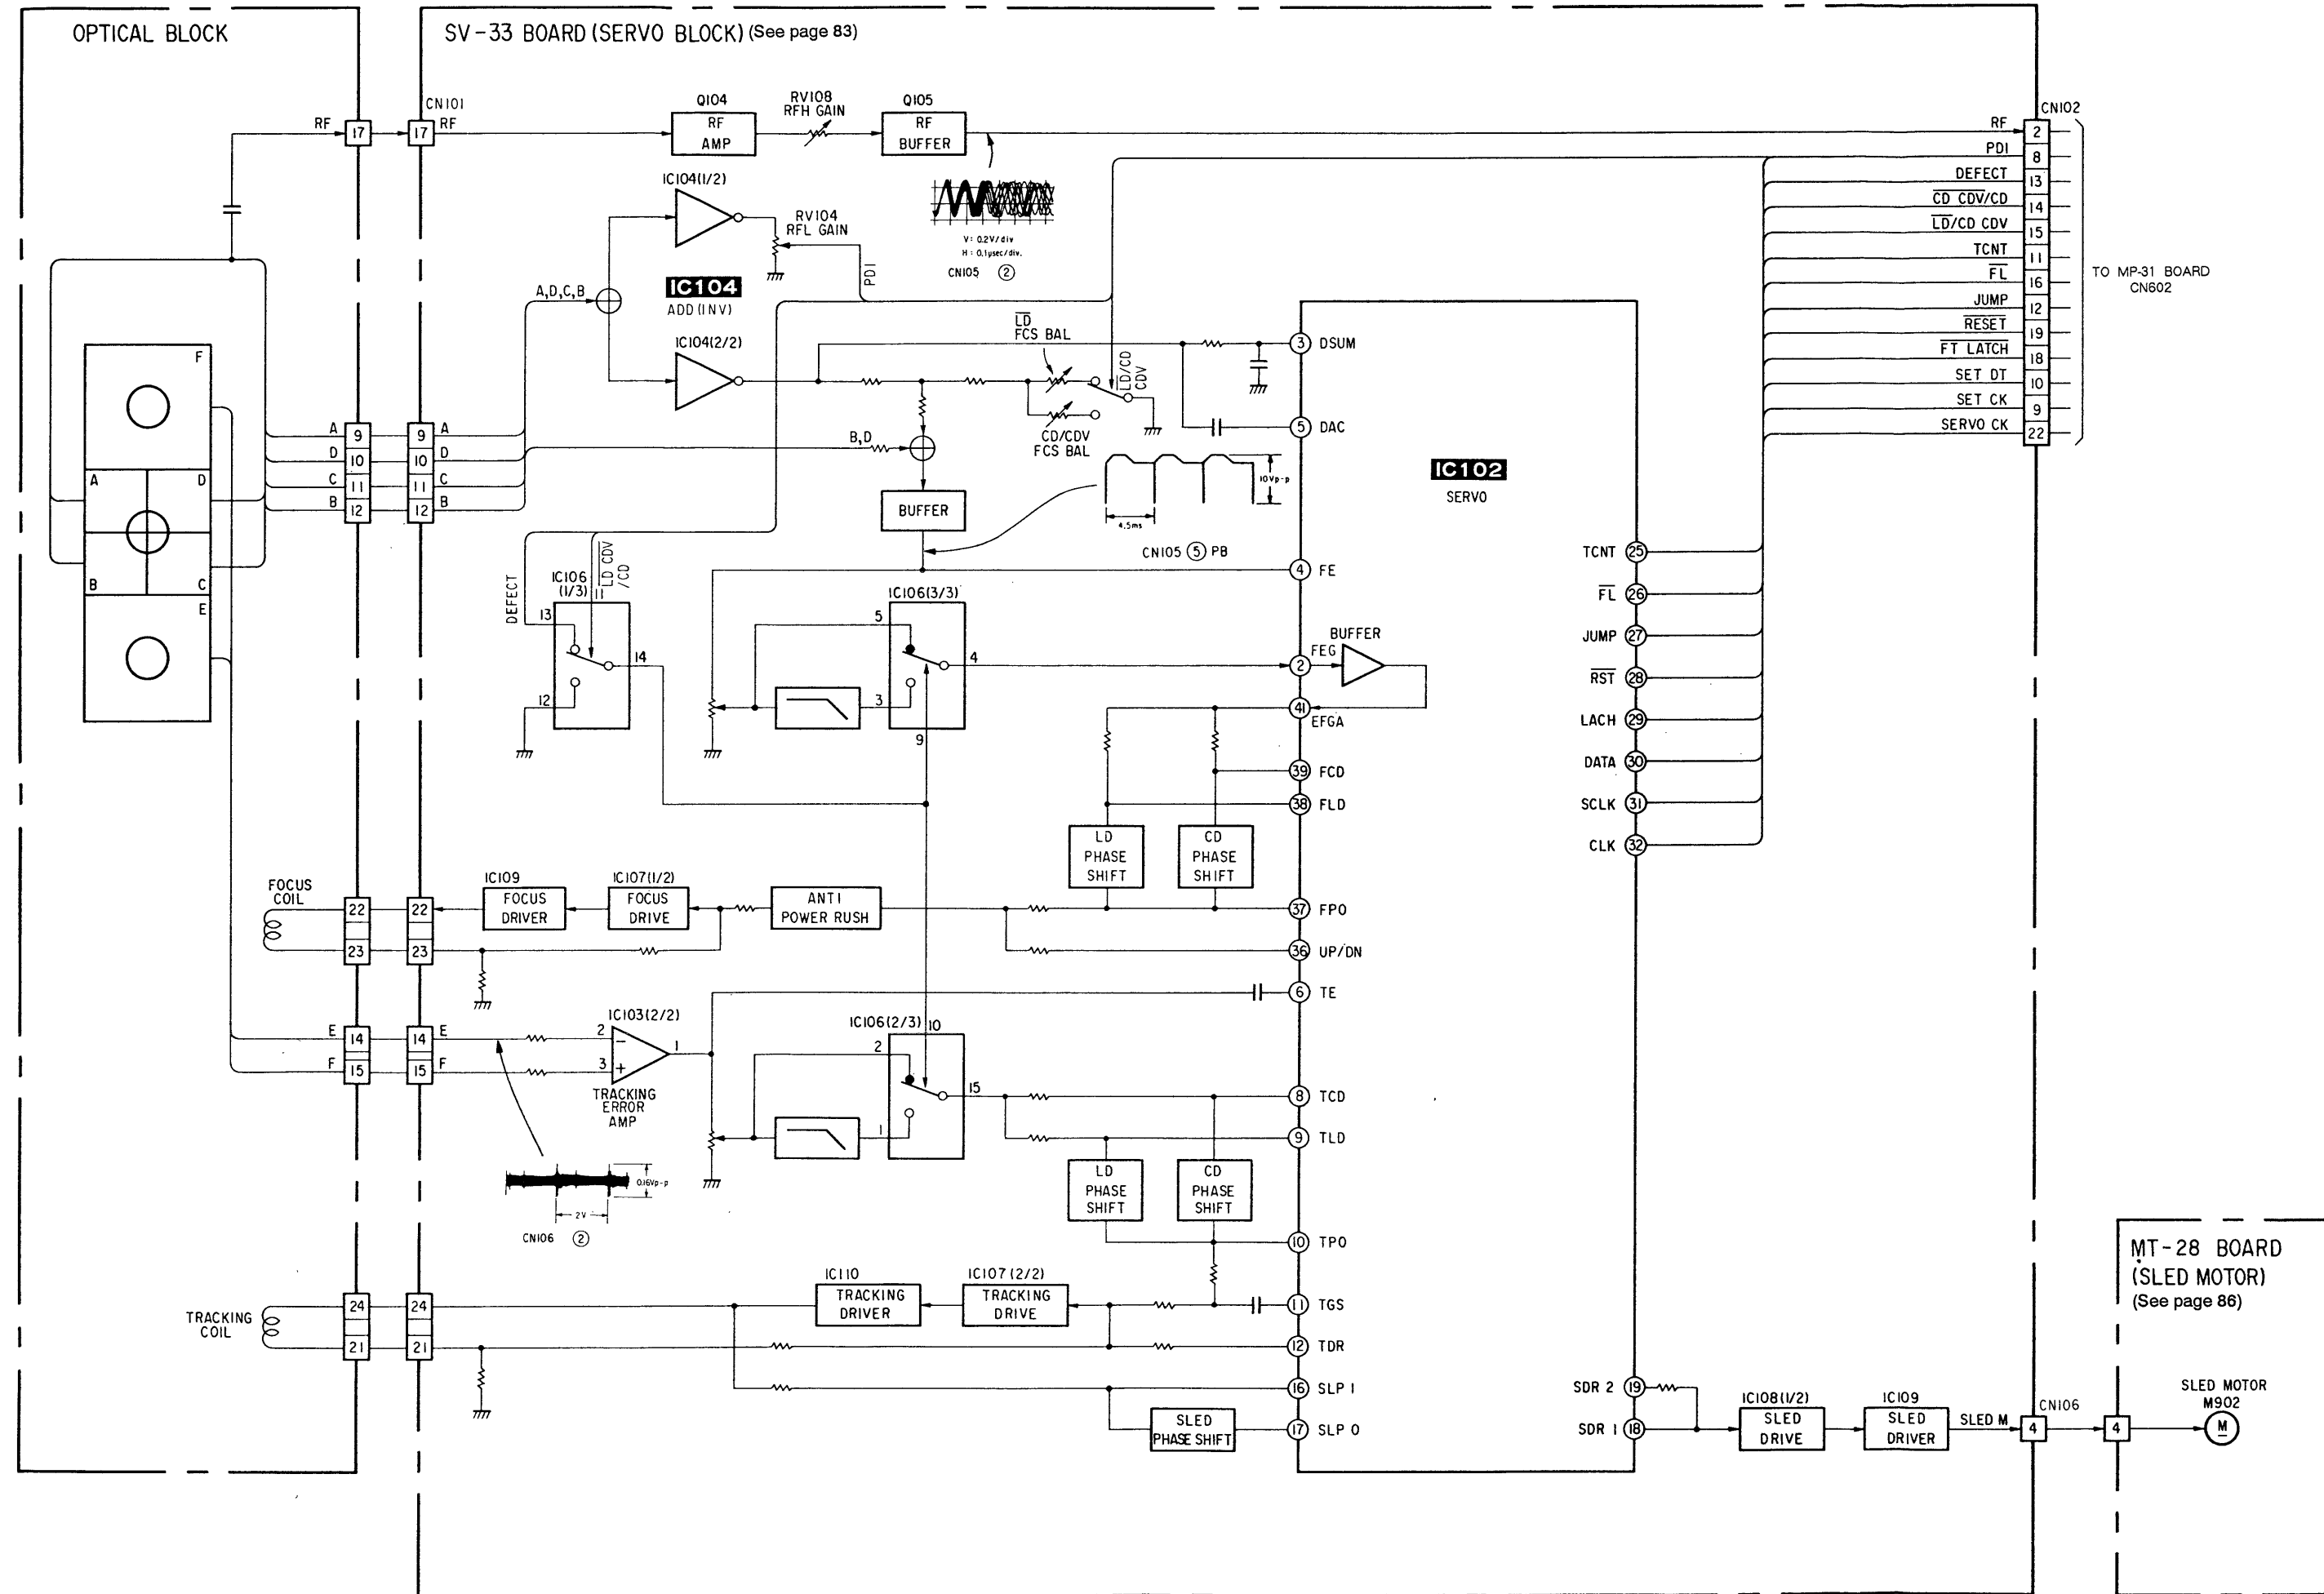 OPTICAL BLOCK
SV-33 BOARD (SERVO BLOCK) (See page 83)
CN101
RF 17 17 RF
Q104
RF
AMP
RV108
RFH GAIN
Q105
RF
BUFFER
CN102
RF 2
PDI 8
DEFECT 13
CD CDV/CD 14
LD/CD CDV 15
TCNT 11
FL 16
JUMP 12
RESET 19
FT LATCH 18
SET DT 10
SET CK 9
SERVO CK 22
TO MP-31 BOARD
CN602
IC104(1/2)
RV104
RFL GAIN
V: 0.2V/div
H: 0.1μsec/div.
CN105 ②
PDI
A,D,C,B
IC104
ADD (INV)
IC104(2/2)
LD
FCS BAL
LD/CD
CDV
CD/CDV
FCS BAL
B,D
BUFFER
10Vp-p
4.5ms
CN105 ⑤ PB
F
A D
B C
E
A 9 9 A
D 10 10 D
C 11 11 C
B 12 12 B
DEFECT
IC106
(1/3)
11
LD CDV
/CD
13
14
12
IC106(3/3)
5
4
3
9
IC102
SERVO
3 DSUM
5 DAC
4 FE
2 FEG
BUFFER
41 EFGA
39 FCD
38 FLD
37 FPO
36 UP/DN
6 TE
8 TCD
9 TLD
10 TPO
11 TGS
12 TDR
16 SLP I
17 SLP O
TCNT 25
FL 26
JUMP 27
RST 28
LACH 29
DATA 30
SCLK 31
CLK 32
SDR 2 19
SDR 1 18
LD
PHASE
SHIFT
CD
PHASE
SHIFT
FOCUS
COIL
22 22
23 23
IC109
FOCUS
DRIVER
IC107(1/2)
FOCUS
DRIVE
ANTI
POWER RUSH
E 14 14 E
F 15 15 F
IC103(2/2)
2 −
3 +
1
TRACKING
ERROR
AMP
IC106(2/3)
10
2
15
1
LD
PHASE
SHIFT
CD
PHASE
SHIFT
0.16Vp-p
2V
CN106 ②
TRACKING
COIL
24 24
21 21
IC110
TRACKING
DRIVER
IC107(2/2)
TRACKING
DRIVE
SLED
PHASE SHIFT
IC108(1/2)
SLED
DRIVE
IC109
SLED
DRIVER
SLED M
CN106
4 4
MT-28 BOARD
(SLED MOTOR)
(See page 86)
SLED MOTOR
M902
M